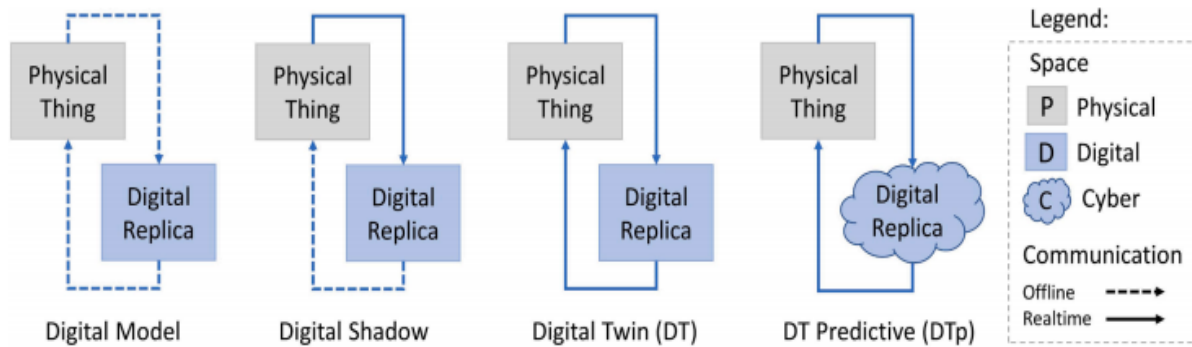 Physical
Thing
Digital
Replica
Digital Model
Physical
Thing
Digital
Replica
Digital Shadow
Physical
Thing
Digital
Replica
Digital Twin (DT)
Physical
Thing
Digital
Replica
DT Predictive (DTp)
Legend:
Space
P Physical
D Digital
C Cyber
Communication
Offline
Realtime